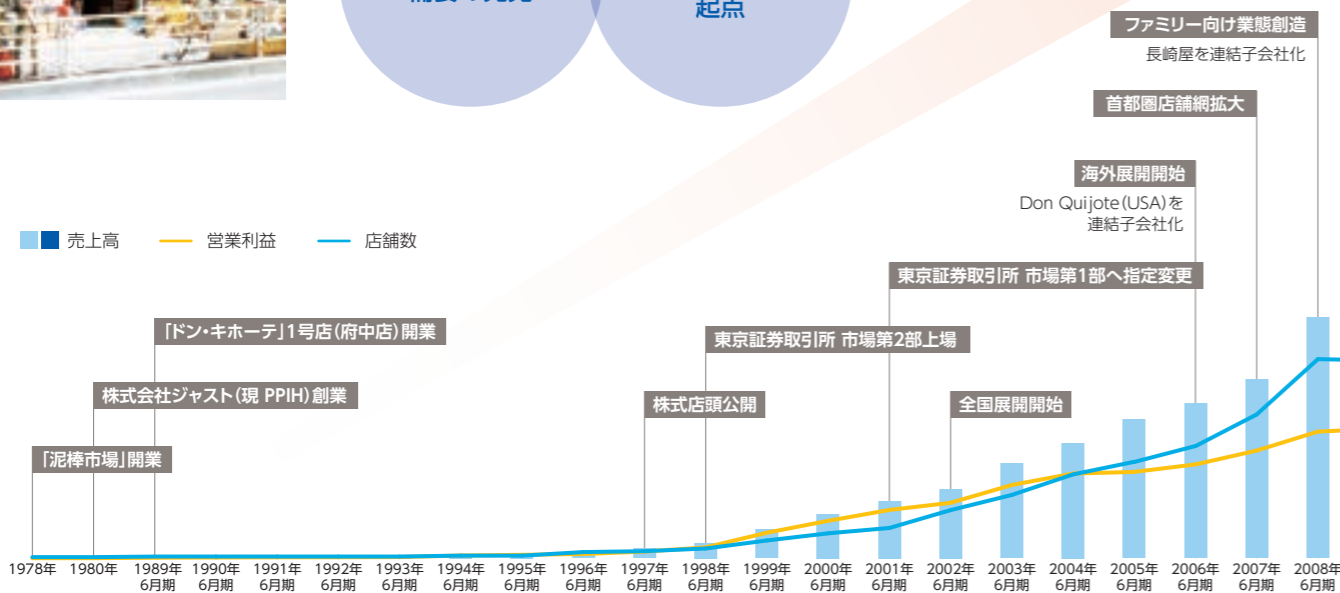 起点
ファミリー向け業態創造
長崎屋を連結子会社化
首都圏店舗網拡大
海外展開開始
Don Quijote(USA)を
連結子会社化
売上高
営業利益
店舗数
東京証券取引所 市場第1部へ指定変更
「ドン・キホーテ」1号店(府中店)開業
東京証券取引所 市場第2部上場
株式会社ジャスト(現 PPIH)創業
株式店頭公開
全国展開開始
「泥棒市場」開業
1978年
1980年
1989年
6月期
1990年
6月期
1991年
6月期
1992年
6月期
1993年
6月期
1994年
6月期
1995年
6月期
1996年
6月期
1997年
6月期
1998年
6月期
1999年
6月期
2000年
6月期
2001年
6月期
2002年
6月期
2003年
6月期
2004年
6月期
2005年
6月期
2006年
6月期
2007年
6月期
2008年
6月期